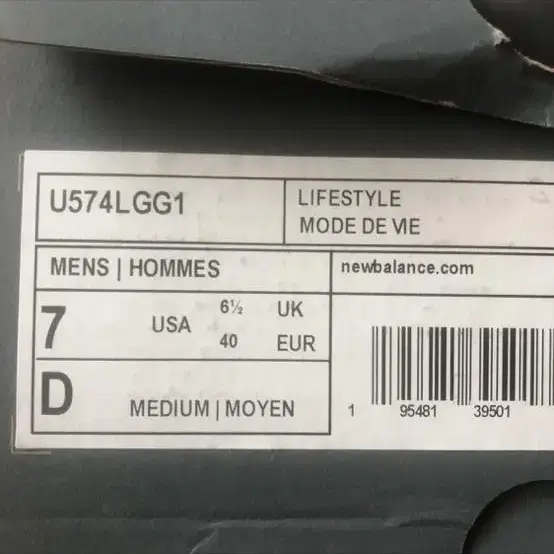 U574LGG1
LIFESTYLE
MODE DE VIE
MENS | HOMMES
newbalance.com
7 USA 6½ UK
40 EUR
D MEDIUM | MOYEN
1 95481 39501